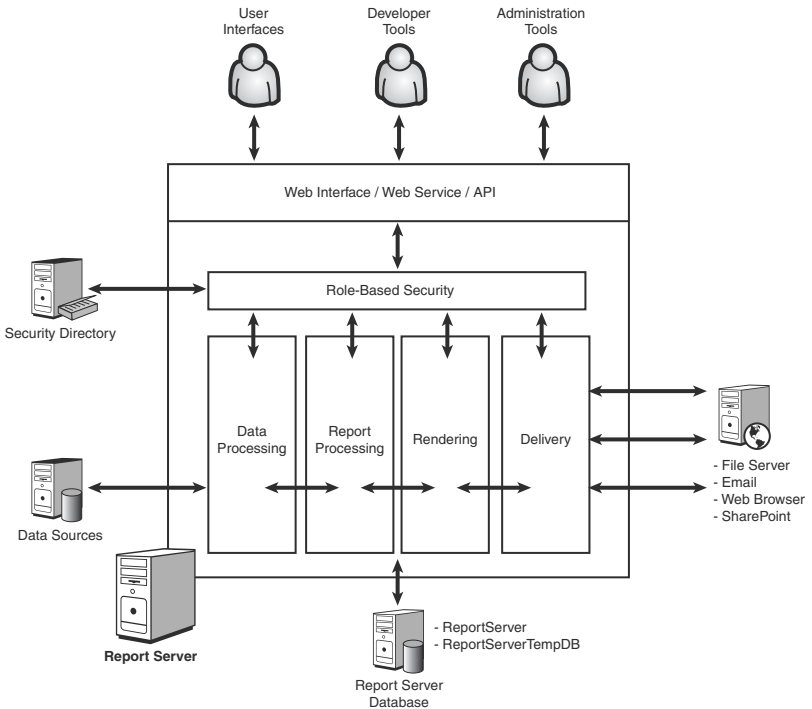 User
Interfaces
Developer
Tools
Administration
Tools
Web Interface / Web Service / API
Role-Based Security
Security Directory
Data
Processing
Report
Processing
Rendering
Delivery
Data Sources
- File Server
- Email
- Web Browser
- SharePoint
Report Server
- ReportServer
- ReportServerTempDB
Report Server
Database